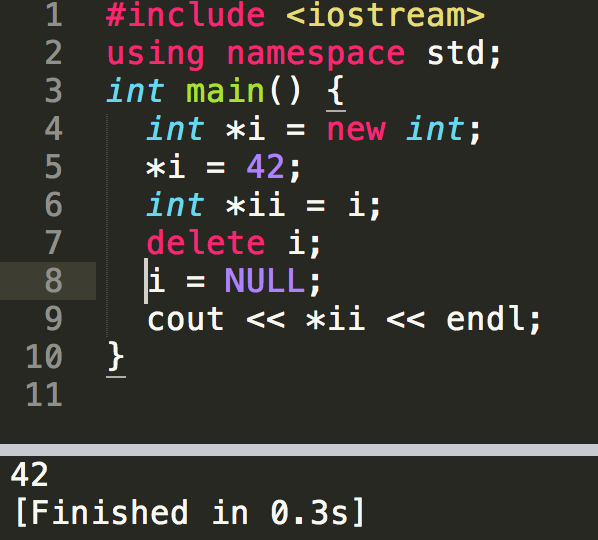 1 #include <iostream>
2 using namespace std;
3 int main() {
4 int *i = new int;
5 *i = 42;
6 int *ii = i;
7 delete i;
8 i = NULL;
9 cout << *ii << endl;
10 }
11
42
[Finished in 0.3s]